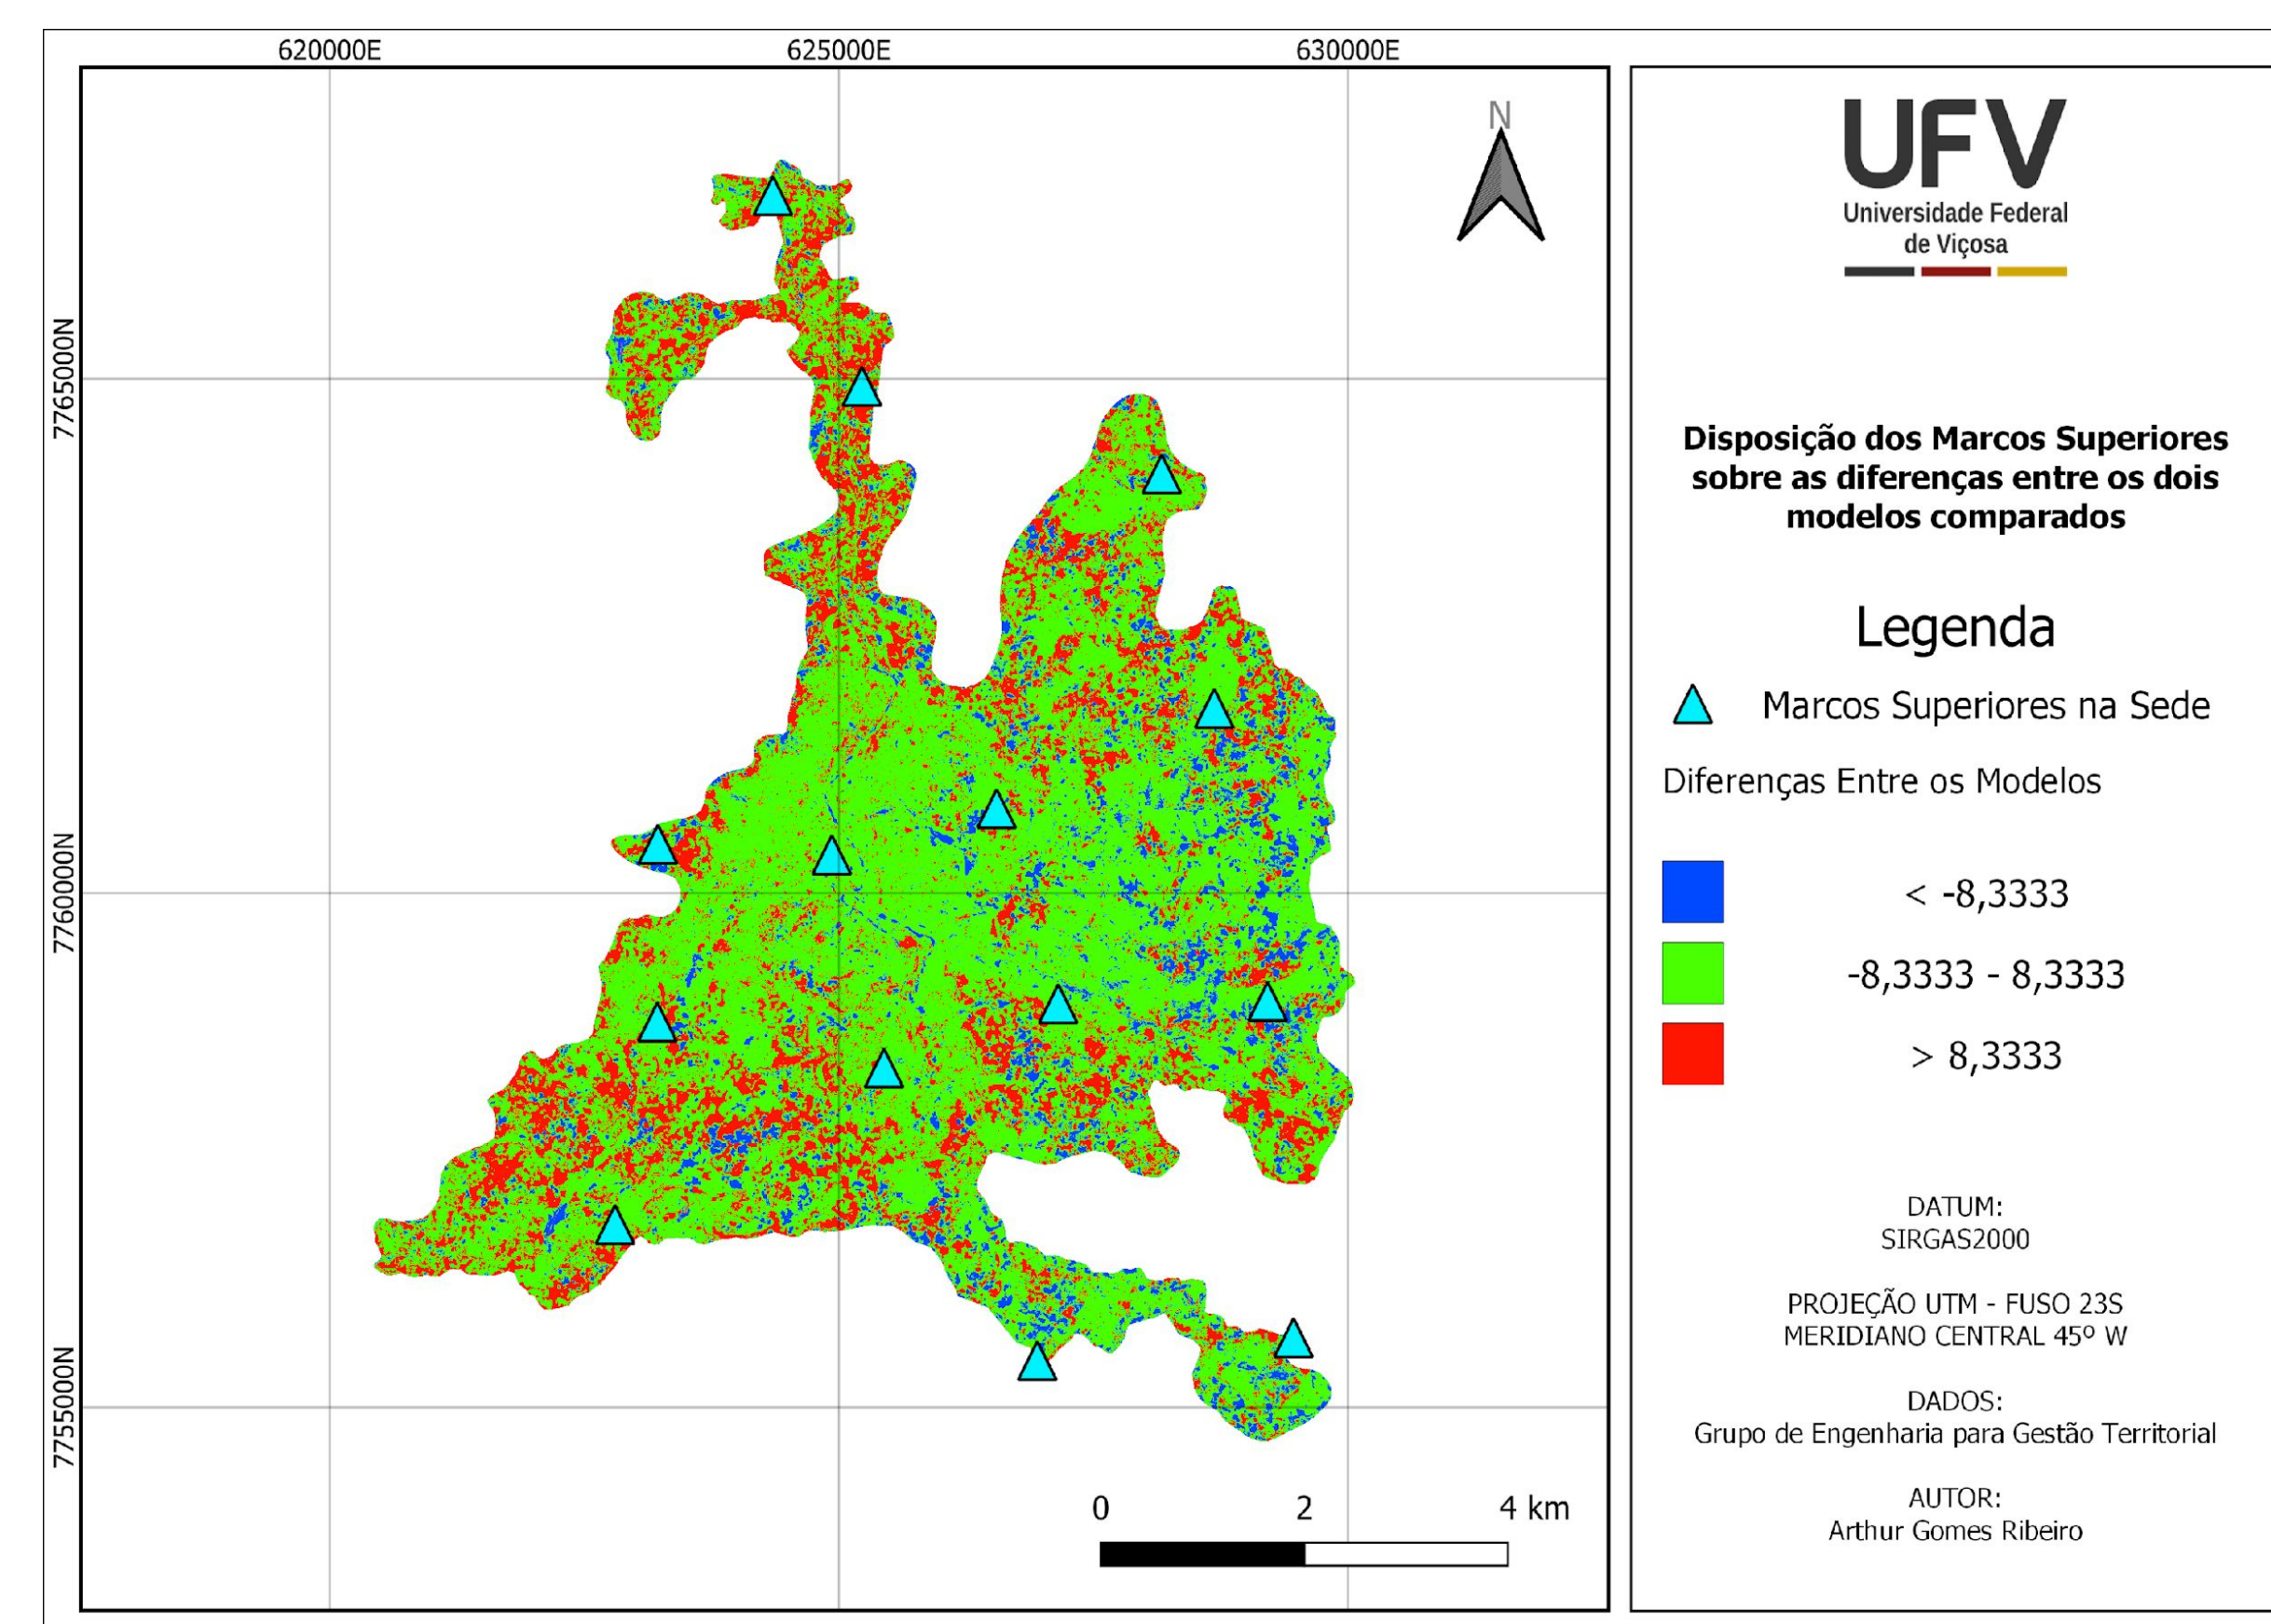 620000E
625000E
630000E
7765000N
7760000N
7755000N
N
0
2
4 km
UFV
Universidade Federal
de Viçosa
Disposição dos Marcos Superiores
sobre as diferenças entre os dois
modelos comparados
Legenda
Marcos Superiores na Sede
Diferenças Entre os Modelos
< -8,3333
-8,3333 - 8,3333
> 8,3333
DATUM:
SIRGAS2000
PROJEÇÃO UTM - FUSO 23S
MERIDIANO CENTRAL 45º W
DADOS:
Grupo de Engenharia para Gestão Territorial
AUTOR:
Arthur Gomes Ribeiro